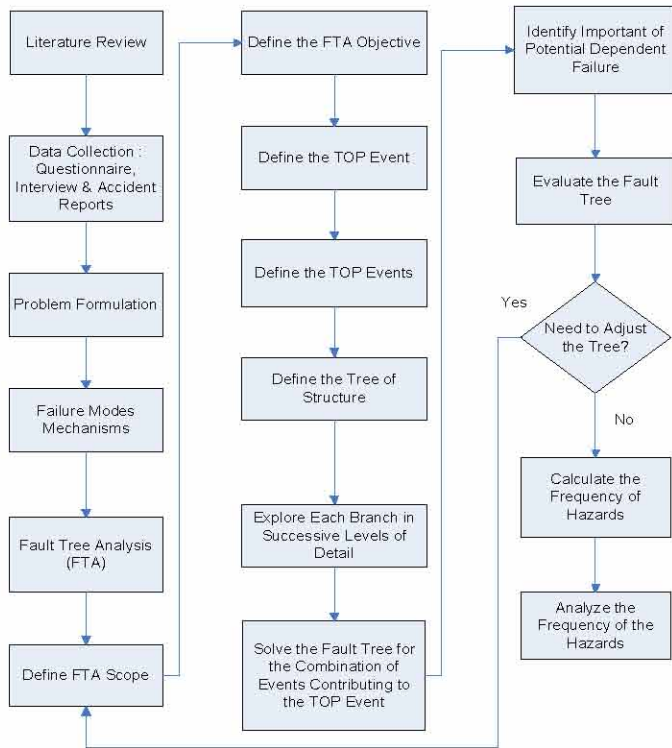 Literature Review
Data Collection :
Questionnaire,
Interview & Accident
Reports
Problem Formulation
Failure Modes
Mechanisms
Fault Tree Analysis
(FTA)
Define FTA Scope
Define the FTA Objective
Define the TOP Event
Define the TOP Events
Define the Tree of
Structure
Explore Each Branch in
Successive Levels of
Detail
Solve the Fault Tree for
the Combination of
Events Contributing to
the TOP Event
Identify Important of
Potential Dependent
Failure
Evaluate the Fault
Tree
Yes
Need to Adjust
the Tree?
No
Calculate the
Frequency of
Hazards
Analyze the
Frequency of the
Hazards